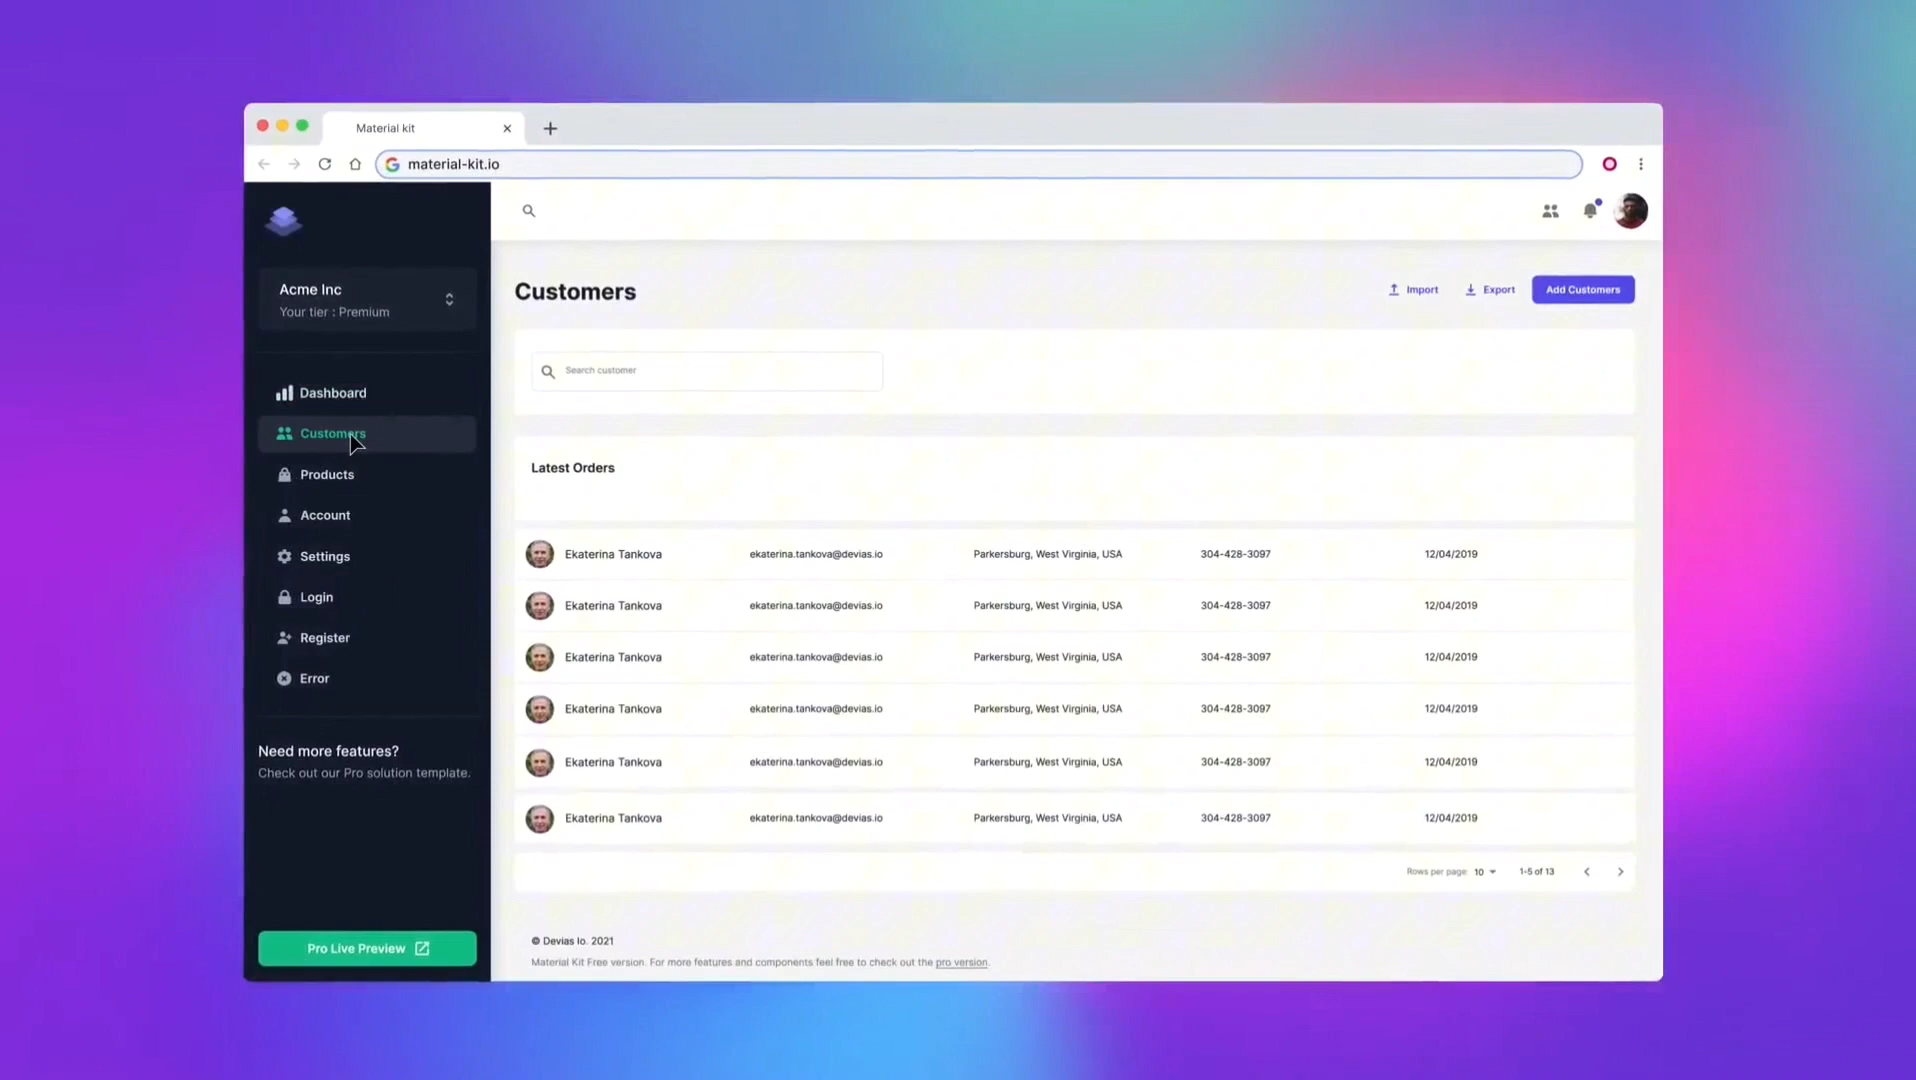 Material kit
material-kit.io
Acme Inc
Your tier : Premium
Dashboard
Customers
Products
Account
Settings
Login
Register
Error
Need more features?
Check out our Pro solution template.
Pro Live Preview
Customers
Import
Export
Add Customers
Search customer
Latest Orders
Ekaterina Tankova ekaterina.tankova@devias.io Parkersburg, West Virginia, USA 304-428-3097 12/04/2019
Ekaterina Tankova ekaterina.tankova@devias.io Parkersburg, West Virginia, USA 304-428-3097 12/04/2019
Ekaterina Tankova ekaterina.tankova@devias.io Parkersburg, West Virginia, USA 304-428-3097 12/04/2019
Ekaterina Tankova ekaterina.tankova@devias.io Parkersburg, West Virginia, USA 304-428-3097 12/04/2019
Ekaterina Tankova ekaterina.tankova@devias.io Parkersburg, West Virginia, USA 304-428-3097 12/04/2019
Ekaterina Tankova ekaterina.tankova@devias.io Parkersburg, West Virginia, USA 304-428-3097 12/04/2019
Rows per page: 10 1-5 of 13
© Devias Io. 2021
Material Kit Free version. For more features and components feel free to check out the pro version.